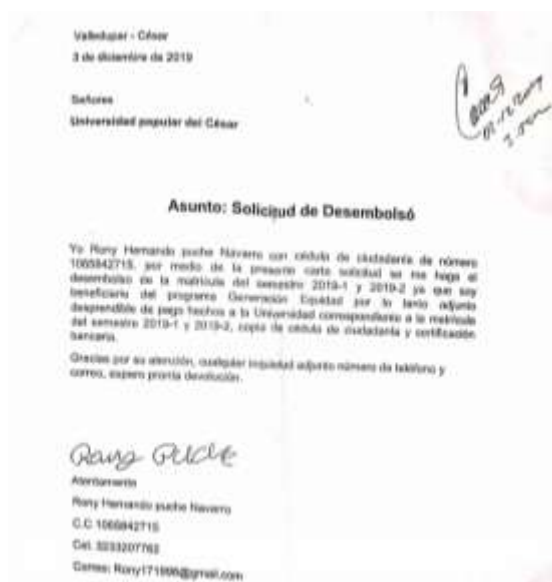 Valledupar - César
3 de diciembre de 2019
Señores
Universidad popular del César
Asunto: Solicitud de Desembolsó
Yo Rony Hernando puche Navarro con cédula de ciudadanía de número
1065842715, por medio de la presente carta solicitud se me haga el
desembolso de la matrícula del semestre 2019-1 y 2019-2 ya que soy
beneficiario del programa Generación Equidad por lo tanto adjunto
desprendible de pago hechos a la Universidad correspondiente a la matrícula
del semestre 2019-1 y 2019-2, copia de cédula de ciudadanía y certificación
bancaria.
Gracias por su atención, cualquier inquietud adjunto número de teléfono y
correo, espero pronta devolución.
Rony Puche
Atentamente
Rony Hernando puche Navarro
C.C 1065842715
Cel.
Correo: